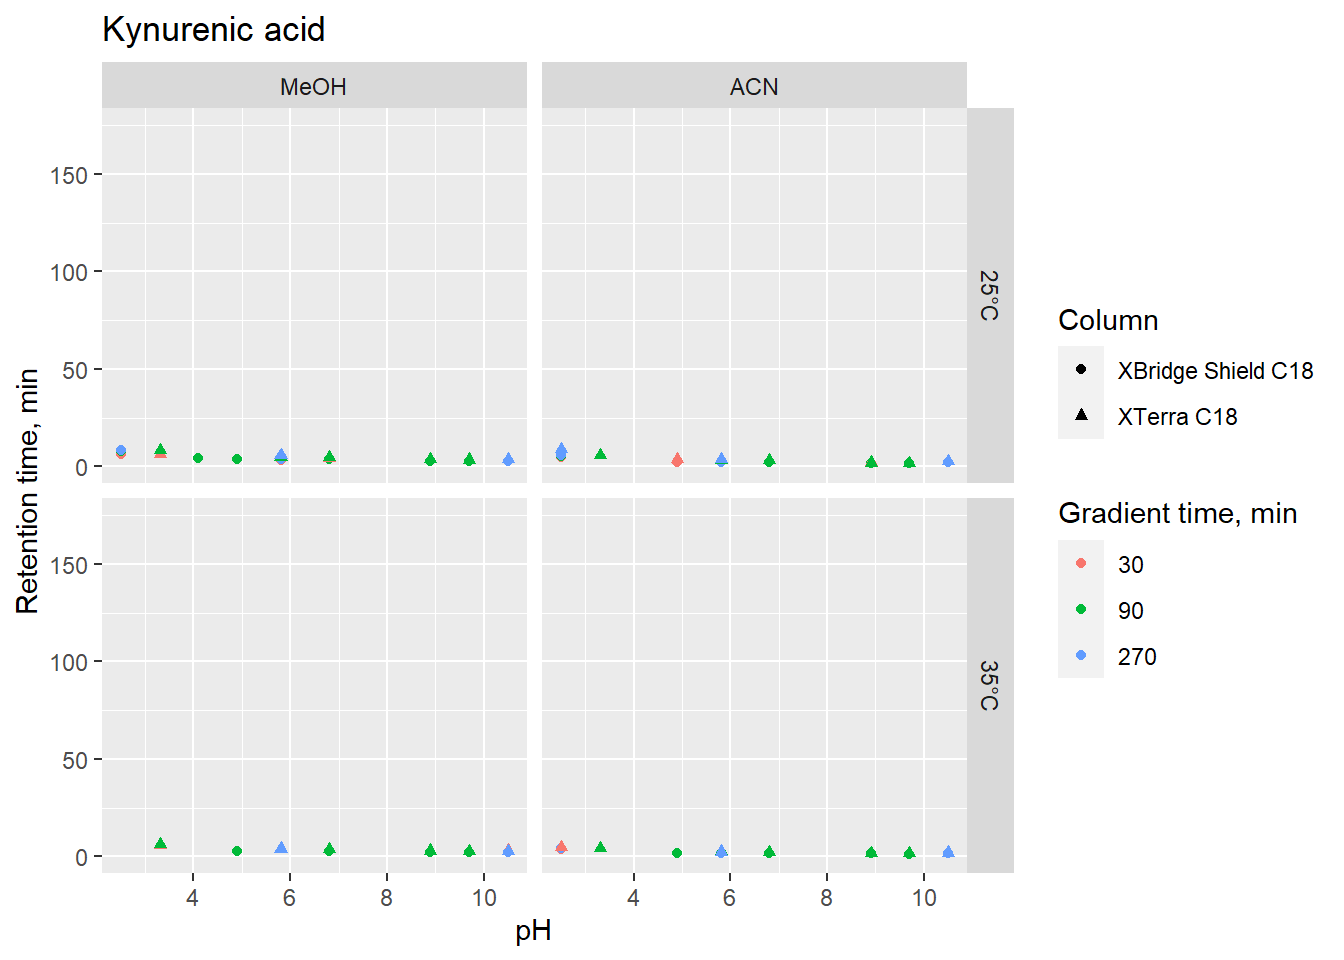 Kynurenic acid
MeOH
ACN
150
100
50
0
25°C
150
100
50
0
35°C
4
6
8
10
4
6
8
10
pH
Retention time, min
Column
XBridge Shield C18
XTerra C18
Gradient time, min
30
90
270